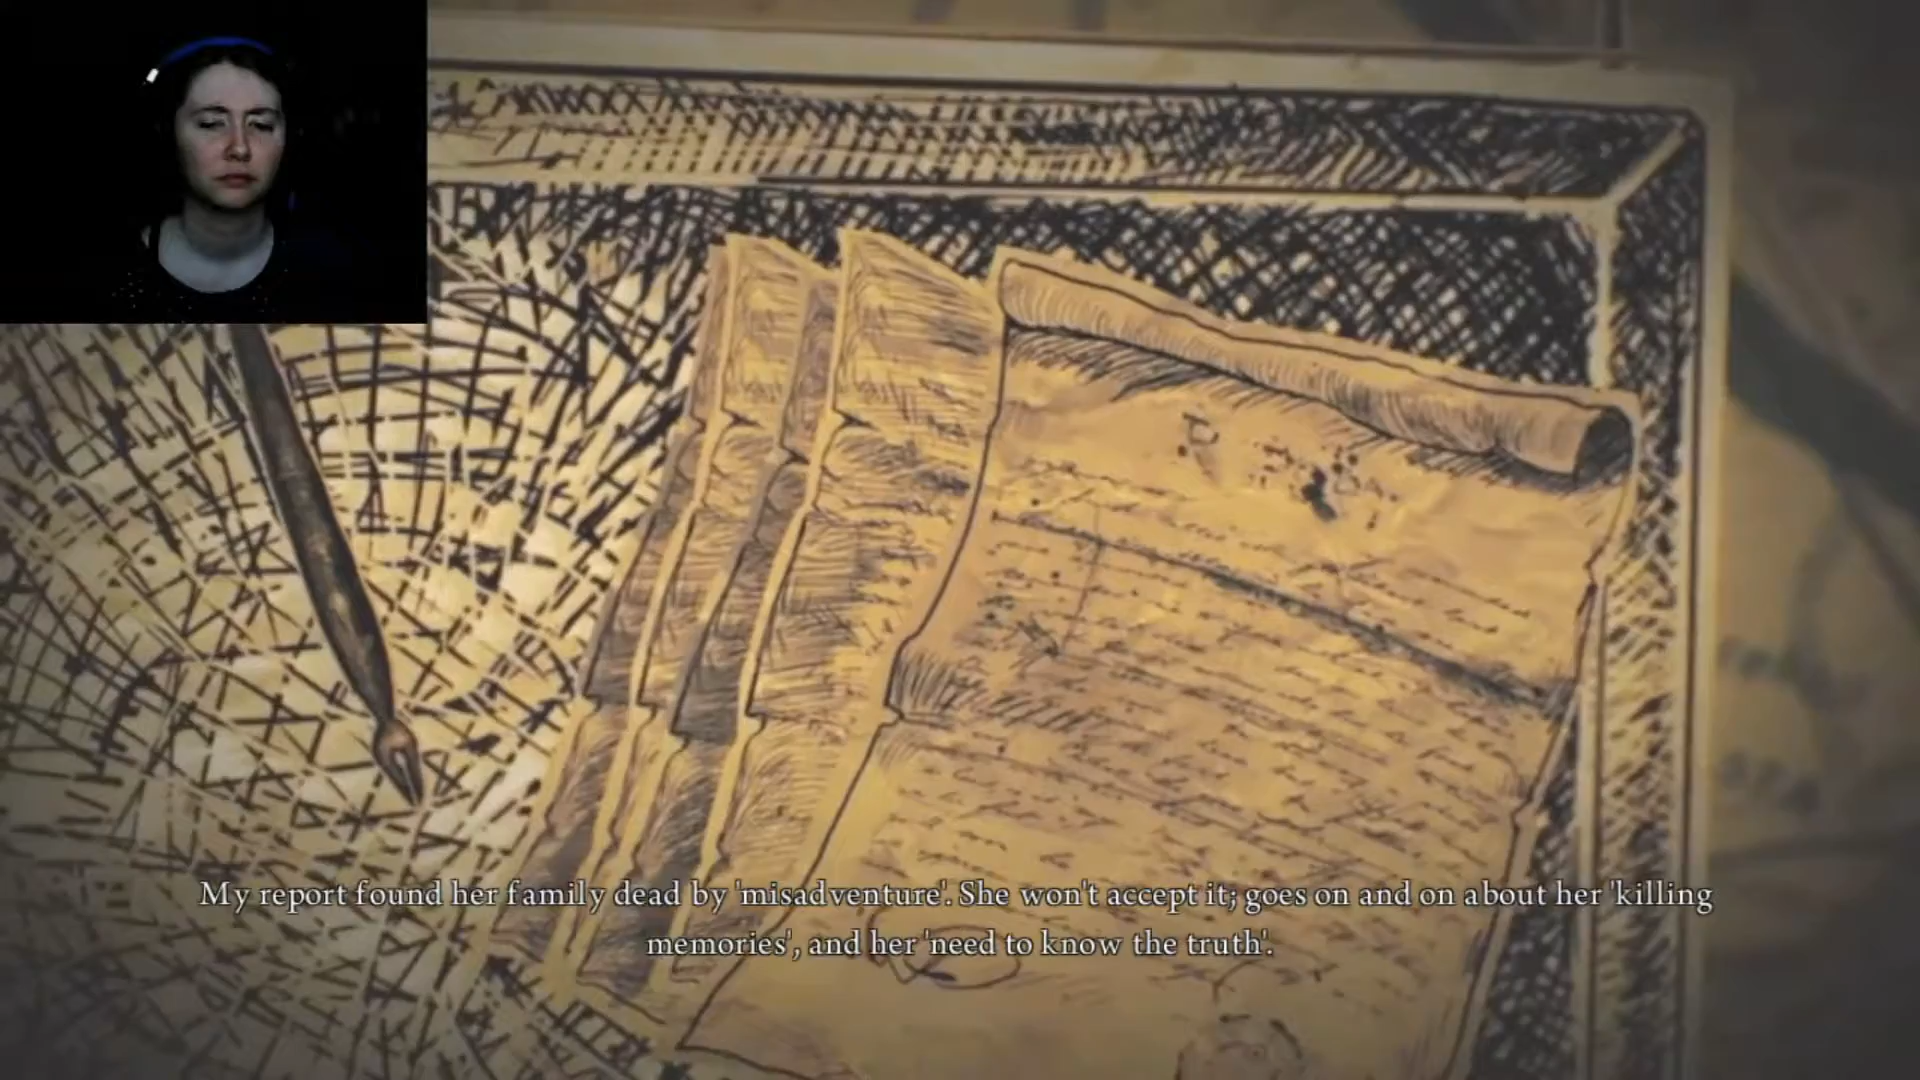 My report found her family dead by 'misadventure'. She won't accept it; goes on and on about her 'killing
memories', and her 'need to know the truth'.